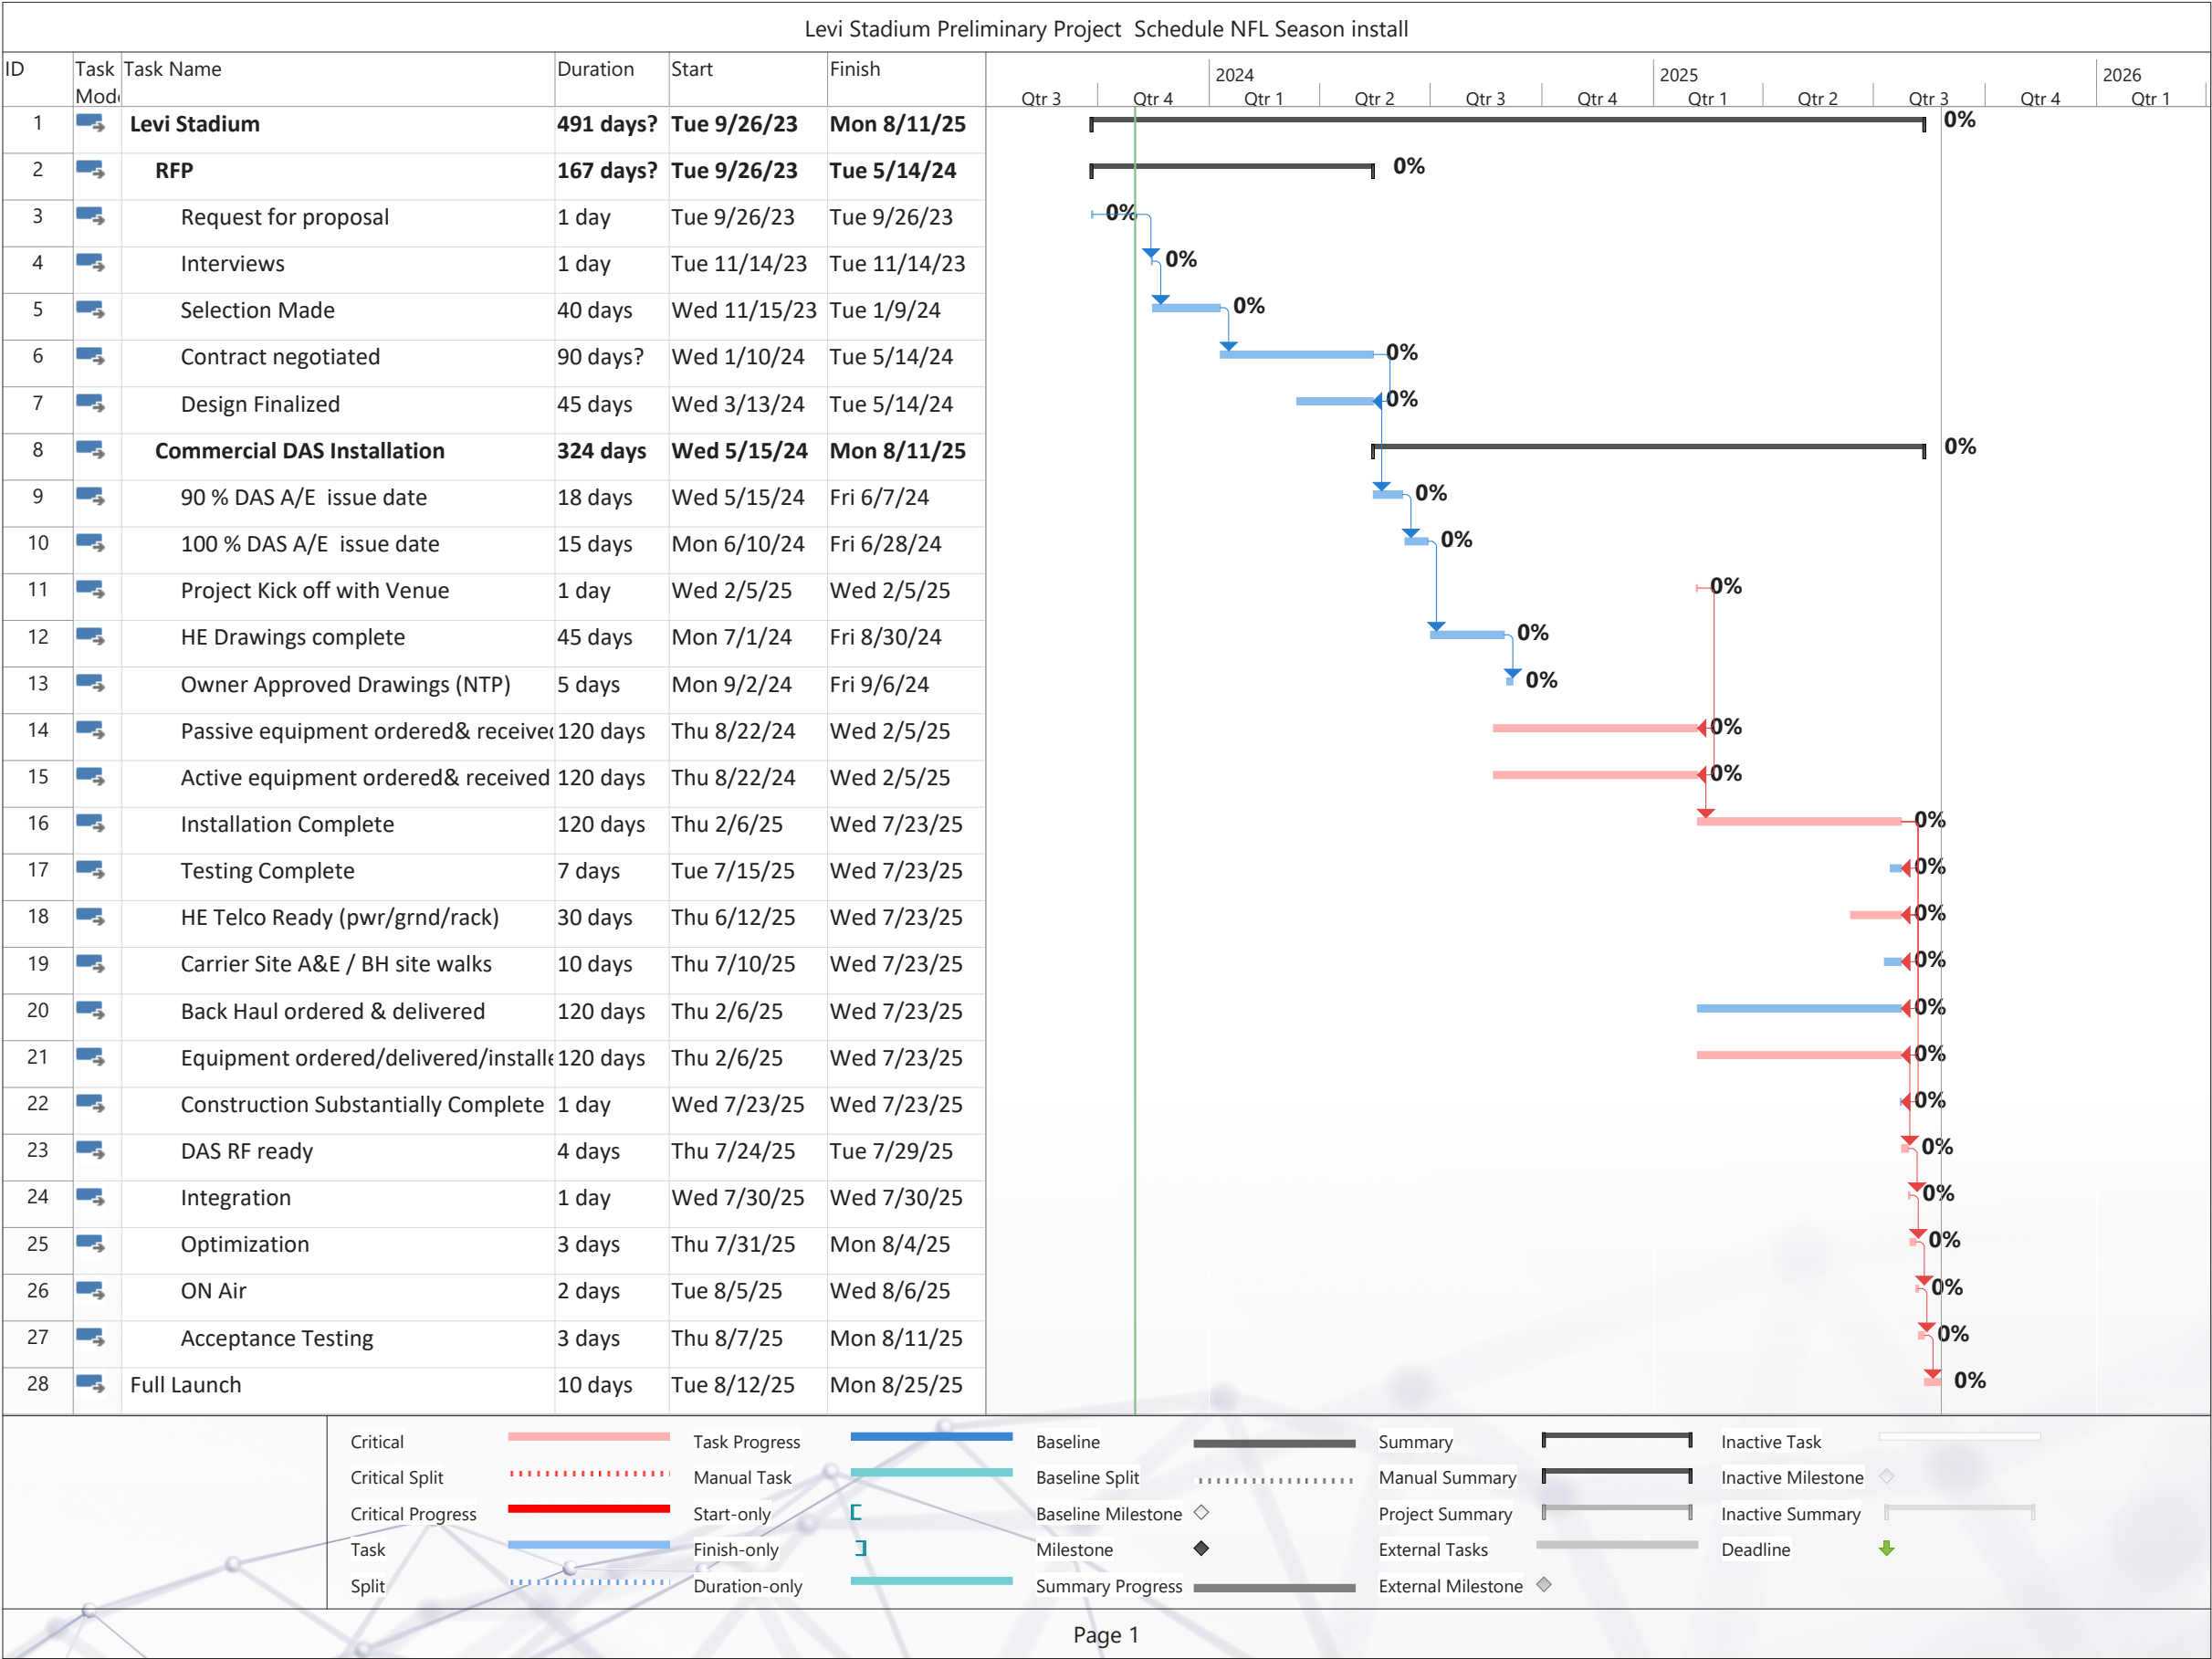 Levi Stadium Preliminary Project  Schedule NFL Season install
ID Task Mode Task Name Duration Start Finish
2024 2025 2026
Qtr 3 Qtr 4 Qtr 1 Qtr 2 Qtr 3 Qtr 4 Qtr 1 Qtr 2 Qtr 3 Qtr 4 Qtr 1
1 Levi Stadium 491 days? Tue 9/26/23 Mon 8/11/25 0%
2 RFP 167 days? Tue 9/26/23 Tue 5/14/24 0%
3 Request for proposal 1 day Tue 9/26/23 Tue 9/26/23 0%
4 Interviews 1 day Tue 11/14/23 Tue 11/14/23 0%
5 Selection Made 40 days Wed 11/15/23 Tue 1/9/24 0%
6 Contract negotiated 90 days? Wed 1/10/24 Tue 5/14/24 0%
7 Design Finalized 45 days Wed 3/13/24 Tue 5/14/24 0%
8 Commercial DAS Installation 324 days Wed 5/15/24 Mon 8/11/25 0%
9 90 % DAS A/E  issue date 18 days Wed 5/15/24 Fri 6/7/24 0%
10 100 % DAS A/E  issue date 15 days Mon 6/10/24 Fri 6/28/24 0%
11 Project Kick off with Venue 1 day Wed 2/5/25 Wed 2/5/25 0%
12 HE Drawings complete 45 days Mon 7/1/24 Fri 8/30/24 0%
13 Owner Approved Drawings (NTP) 5 days Mon 9/2/24 Fri 9/6/24 0%
14 Passive equipment ordered& received 120 days Thu 8/22/24 Wed 2/5/25 0%
15 Active equipment ordered& received 120 days Thu 8/22/24 Wed 2/5/25 0%
16 Installation Complete 120 days Thu 2/6/25 Wed 7/23/25 0%
17 Testing Complete 7 days Tue 7/15/25 Wed 7/23/25 0%
18 HE Telco Ready (pwr/grnd/rack) 30 days Thu 6/12/25 Wed 7/23/25 0%
19 Carrier Site A&E / BH site walks 10 days Thu 7/10/25 Wed 7/23/25 0%
20 Back Haul ordered & delivered 120 days Thu 2/6/25 Wed 7/23/25 0%
21 Equipment ordered/delivered/installe 120 days Thu 2/6/25 Wed 7/23/25 0%
22 Construction Substantially Complete 1 day Wed 7/23/25 Wed 7/23/25 0%
23 DAS RF ready 4 days Thu 7/24/25 Tue 7/29/25 0%
24 Integration 1 day Wed 7/30/25 Wed 7/30/25 0%
25 Optimization 3 days Thu 7/31/25 Mon 8/4/25 0%
26 ON Air 2 days Tue 8/5/25 Wed 8/6/25 0%
27 Acceptance Testing 3 days Thu 8/7/25 Mon 8/11/25 0%
28 Full Launch 10 days Tue 8/12/25 Mon 8/25/25 0%
Critical Task Progress Baseline Summary Inactive Task
Critical Split Manual Task Baseline Split Manual Summary Inactive Milestone
Critical Progress Start-only Baseline Milestone Project Summary Inactive Summary
Task Finish-only Milestone External Tasks Deadline
Split Duration-only Summary Progress External Milestone
Page 1